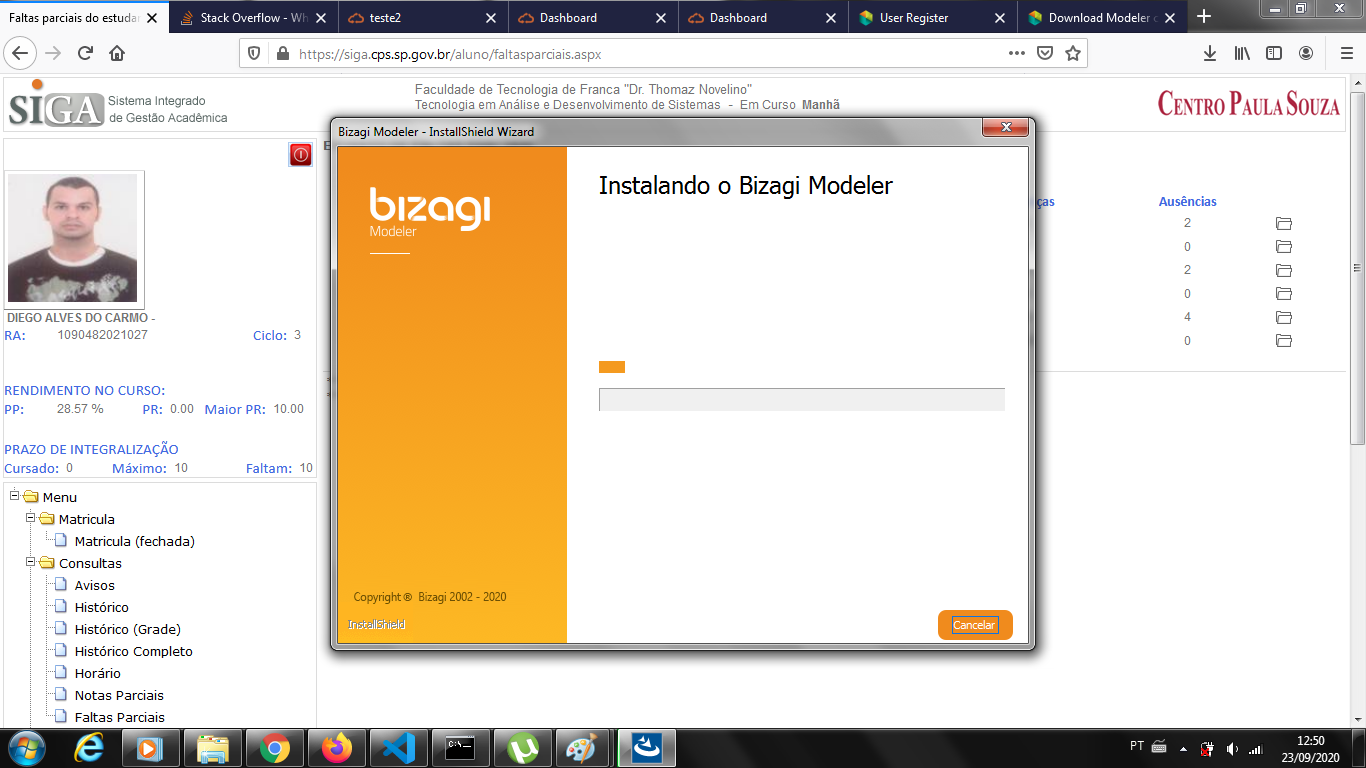 Faltas parciais do estudan
Stack Overflow - Wh
teste2
Dashboard
Dashboard
User Register
Download Modeler
https://siga.cps.sp.gov.br/aluno/faltasparciais.aspx
SIGA Sistema Integrado
de Gestão Acadêmica
Faculdade de Tecnologia de Franca "Dr. Thomaz Novelino"
Tecnologia em Análise e Desenvolvimento de Sistemas - Em Curso Manhã
CENTRO PAULA SOUZA
DIEGO ALVES DO CARMO -
RA: 1090482021027 Ciclo: 3
RENDIMENTO NO CURSO:
PP: 28.57 % PR: 0.00 Maior PR: 10.00
PRAZO DE INTEGRALIZAÇÃO
Cursado: 0 Máximo: 10 Faltam: 10
Menu
Matricula
Matricula (fechada)
Consultas
Avisos
Histórico
Histórico (Grade)
Histórico Completo
Horário
Notas Parciais
Faltas Parciais
Bizagi Modeler - InstallShield Wizard
bizagi
Modeler
Instalando o Bizagi Modeler
Copyright ® Bizagi 2002 - 2020
InstallShield
Cancelar
ças Ausências
2
0
2
0
4
0
PT
12:50
23/09/2020